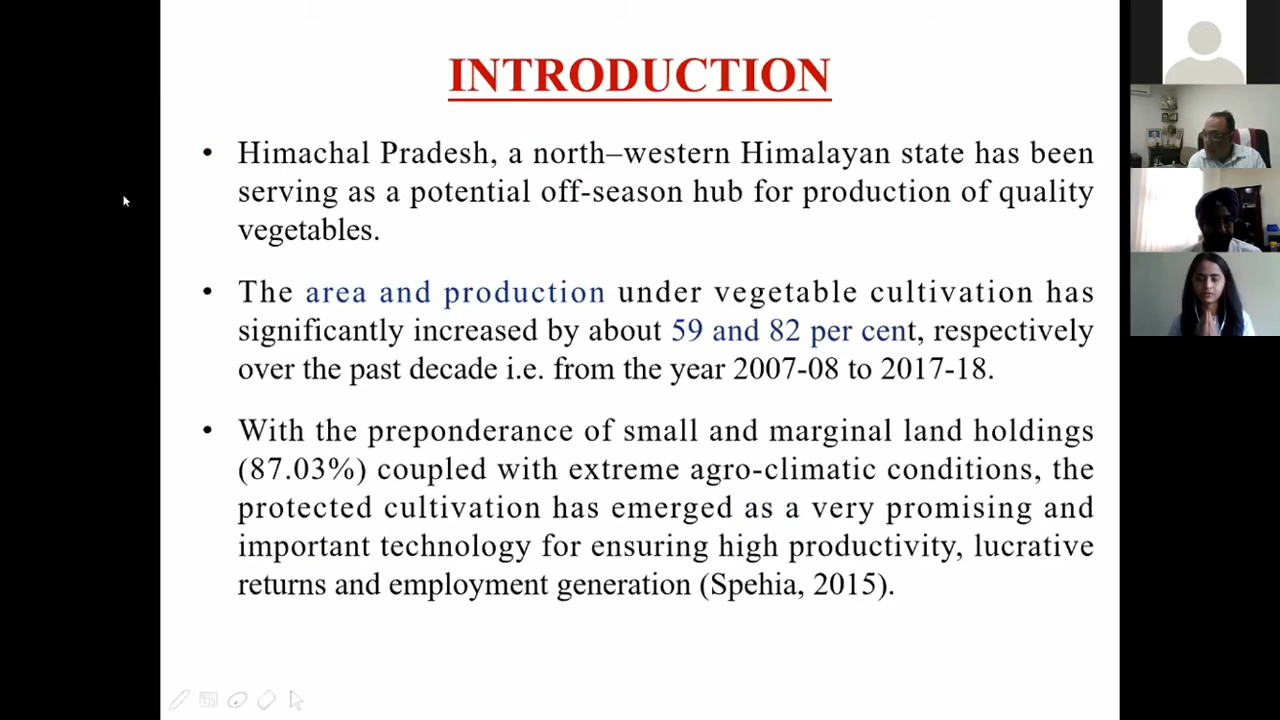 INTRODUCTION
• Himachal Pradesh, a north–western Himalayan state has been
serving as a potential off-season hub for production of quality
vegetables.
• The area and production under vegetable cultivation has
significantly increased by about 59 and 82 per cent, respectively
over the past decade i.e. from the year 2007-08 to 2017-18.
• With the preponderance of small and marginal land holdings
(87.03%) coupled with extreme agro-climatic conditions, the
protected cultivation has emerged as a very promising and
important technology for ensuring high productivity, lucrative
returns and employment generation (Spehia, 2015).